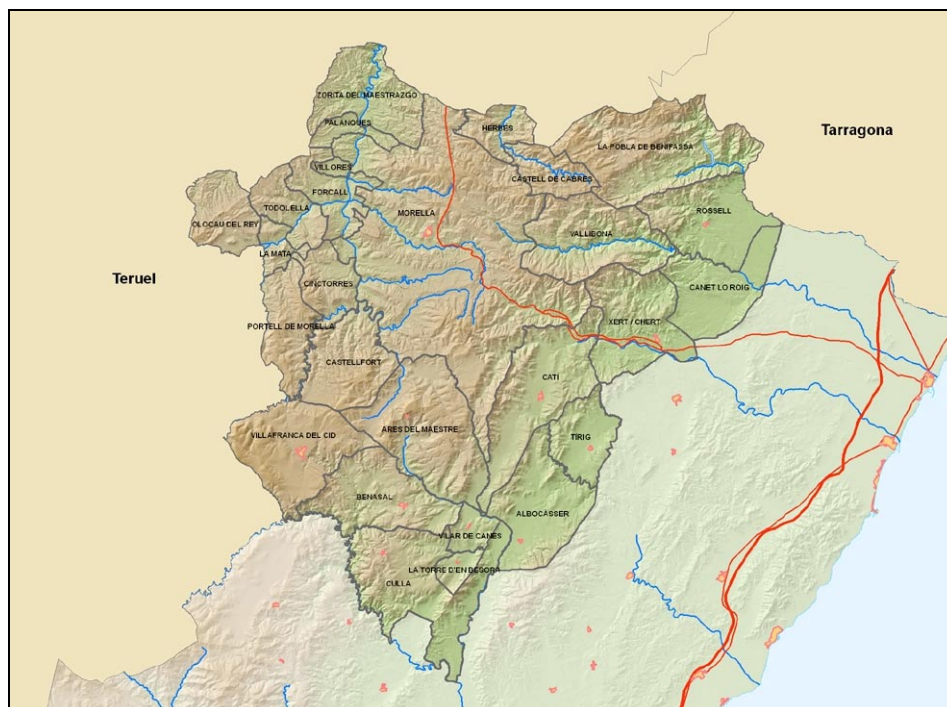 ZORITA DEL MAESTRAZGO
PALANQUES
HERBÉS
Tarragona
LA POBLA DE BENIFASSÀ
VILLORES
CASTELL DE CABRES
FORCALL
TODOLELLA
OLOCAU DEL REY
MORELLA
ROSSELL
VALLIBONA
LA MATA
Teruel
CINCTORRES
CANET LO ROIG
PORTELL DE MORELLA
XERT / CHERT
CASTELLFORT
CATÍ
VILLAFRANCA DEL CID
ARES DEL MAESTRE
TÍRIG
BENASAL
ALBOCÀSSER
VILAR DE CANES
LA TORRE D'EN BESORA
CULLA